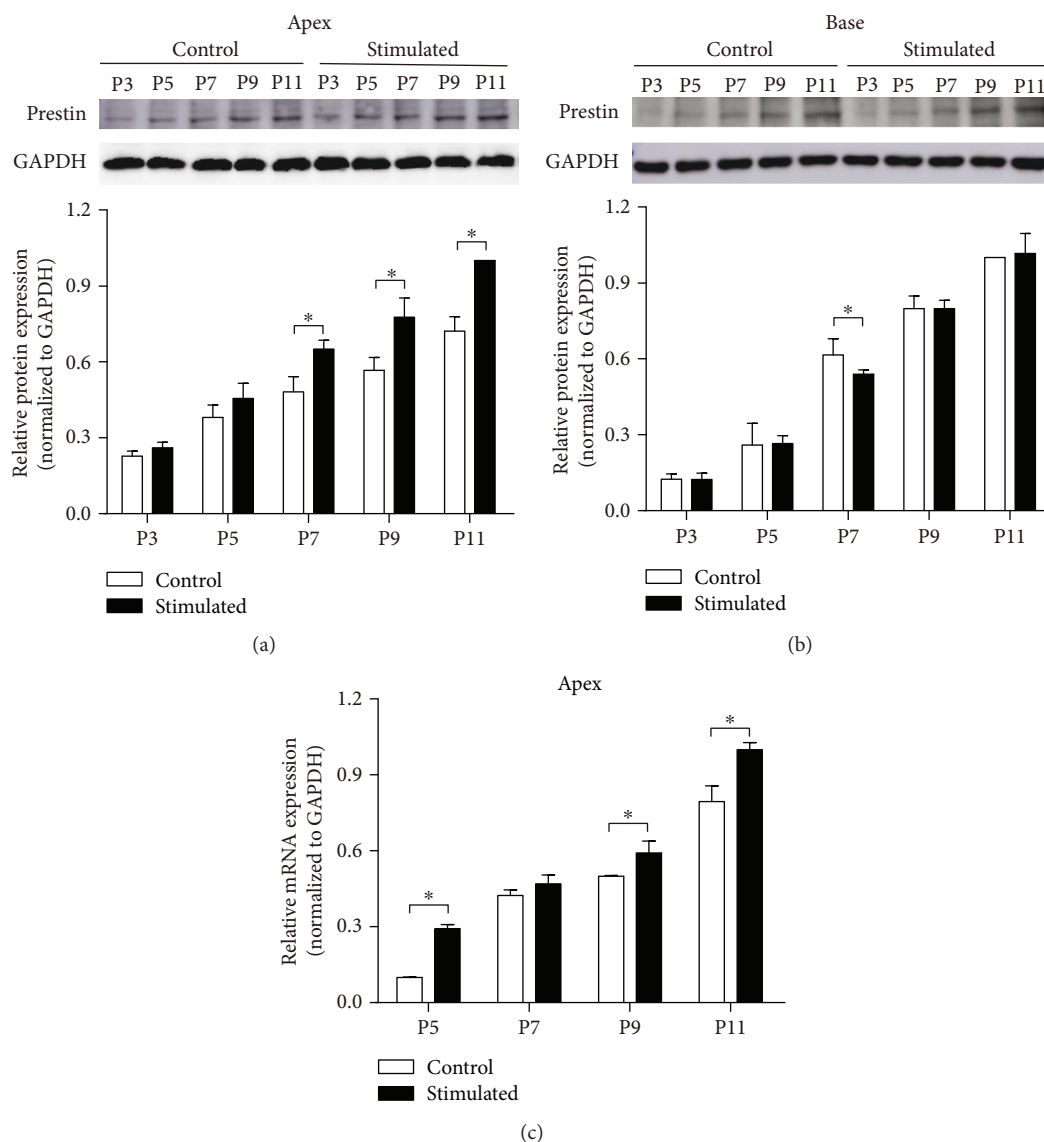 Apex
Control Stimulated
P3 P5 P7 P9 P11 P3 P5 P7 P9 P11
Prestin
GAPDH
Relative protein expression
(normalized to GAPDH)
1.2
0.9
0.6
0.3
0.0
* * *
P3 P5 P7 P9 P11
Control
Stimulated
(a)
Base
Control Stimulated
P3 P5 P7 P9 P11 P3 P5 P7 P9 P11
Prestin
GAPDH
Relative protein expression
(normalized to GAPDH)
1.2
0.9
0.6
0.3
0.0
*
P3 P5 P7 P9 P11
Control
Stimulated
(b)
Apex
Relative mRNA expression
(normalized to GAPDH)
1.2
0.9
0.6
0.3
0.0
* * *
P5 P7 P9 P11
Control
Stimulated
(c)